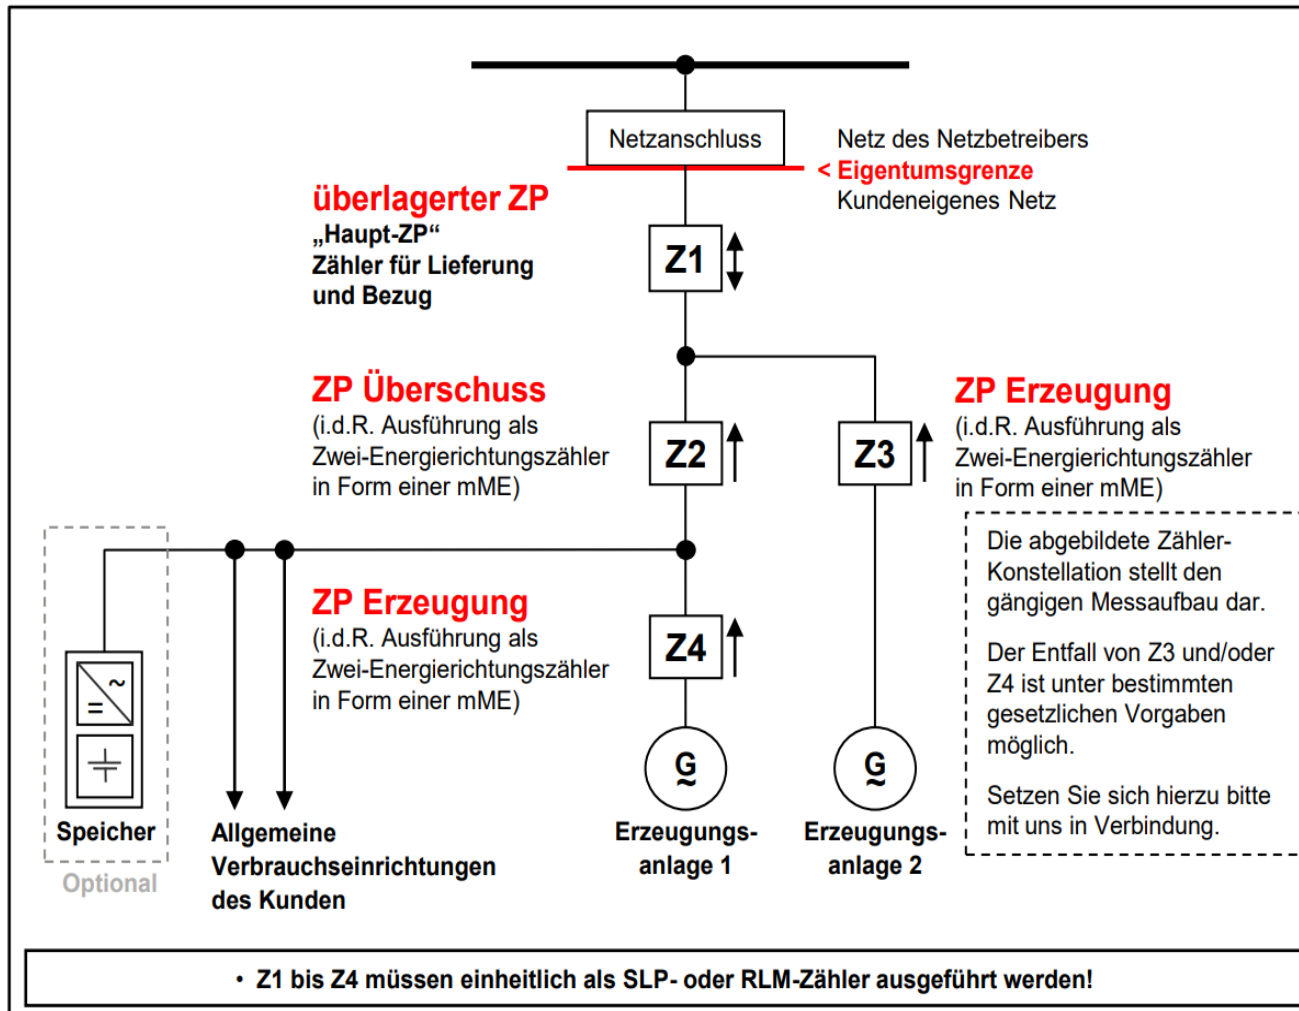 Netzanschluss
Netz des Netzbetreibers
< Eigentumsgrenze
Kundeneigenes Netz
überlagerter ZP
„Haupt-ZP“
Zähler für Lieferung
und Bezug
Z1
ZP Überschuss
(i.d.R. Ausführung als
Zwei-Energierichtungszähler
in Form einer mME)
Z2
Z3
ZP Erzeugung
(i.d.R. Ausführung als
Zwei-Energierichtungszähler
in Form einer mME)
ZP Erzeugung
(i.d.R. Ausführung als
Zwei-Energierichtungszähler
in Form einer mME)
Z4
Die abgebildete Zähler-
Konstellation stellt den
gängigen Messaufbau dar.
Der Entfall von Z3 und/oder
Z4 ist unter bestimmten
gesetzlichen Vorgaben
möglich.
Setzen Sie sich hierzu bitte
mit uns in Verbindung.
~
=
G
~
G
~
Speicher
Optional
Allgemeine
Verbrauchseinrichtungen
des Kunden
Erzeugungs-
anlage 1
Erzeugungs-
anlage 2
• Z1 bis Z4 müssen einheitlich als SLP- oder RLM-Zähler ausgeführt werden!